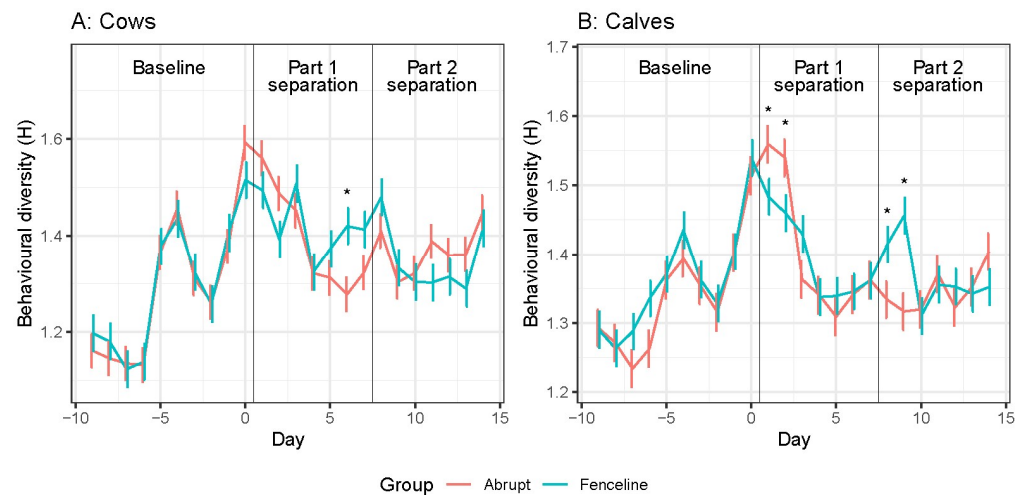 A: Cows
B: Calves
Behavioural diversity (H)
1.6
1.4
1.2
Baseline
Part 1
separation
Part 2
separation
*
−10
−5
0
5
10
15
Day
Behavioural diversity (H)
1.7
1.6
1.5
1.4
1.3
1.2
Baseline
Part 1
separation
Part 2
separation
*
*
*
*
−10
−5
0
5
10
15
Day
Group Abrupt Fenceline